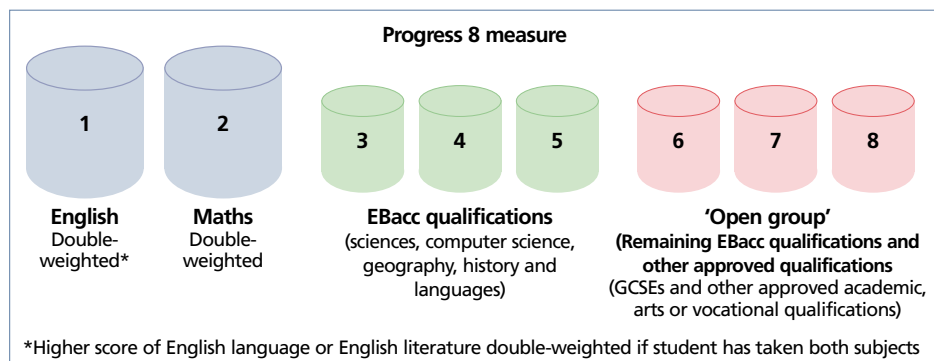 Progress 8 measure
1
2
3
4
5
6
7
8
English
Double-
weighted*
Maths
Double-
weighted
EBacc qualifications
(sciences, computer science,
geography, history and
languages)
‘Open group’
(Remaining EBacc qualifications and
other approved qualifications
(GCSEs and other approved academic,
arts or vocational qualifications)
*Higher score of English language or English literature double-weighted if student has taken both subjects